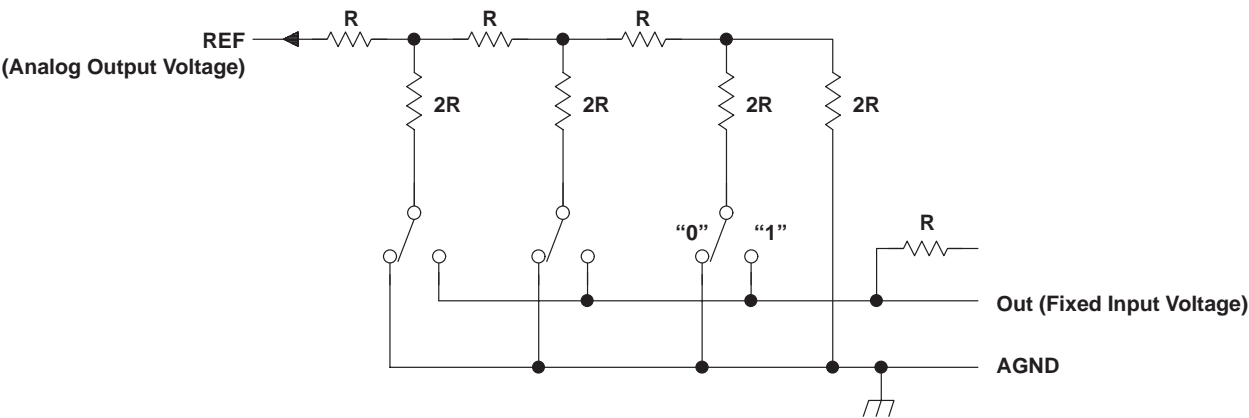 R
R
R
REF
(Analog Output Voltage)
2R
2R
2R
2R
“0”
“1”
R
Out (Fixed Input Voltage)
AGND